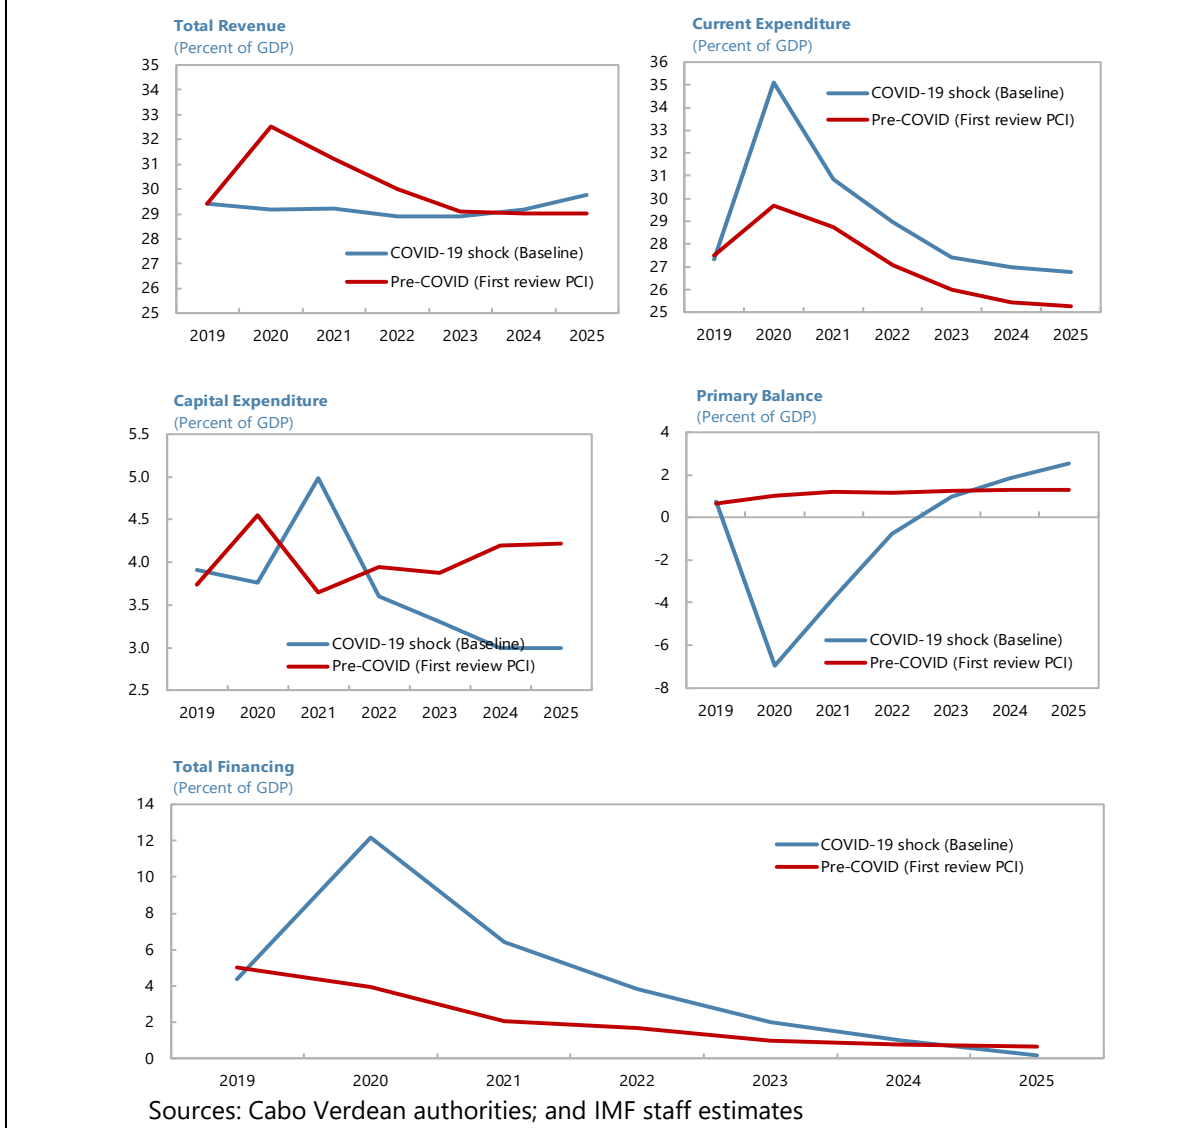 Total Revenue
(Percent of GDP)
35
34
33
32
31
30
29
28
27
26
25
COVID-19 shock (Baseline)
Pre-COVID (First review PCI)
2019 2020 2021 2022 2023 2024 2025
Current Expenditure
(Percent of GDP)
36
35
34
33
32
31
30
29
28
27
26
25
COVID-19 shock (Baseline)
Pre-COVID (First review PCI)
2019 2020 2021 2022 2023 2024 2025
Capital Expenditure
(Percent of GDP)
5.5
5.0
4.5
4.0
3.5
3.0
2.5
COVID-19 shock (Baseline)
Pre-COVID (First review PCI)
2019 2020 2021 2022 2023 2024 2025
Primary Balance
(Percent of GDP)
4
2
0
-2
-4
-6
-8
COVID-19 shock (Baseline)
Pre-COVID (First review PCI)
2019 2020 2021 2022 2023 2024 2025
Total Financing
(Percent of GDP)
14
12
10
8
6
4
2
0
COVID-19 shock (Baseline)
Pre-COVID (First review PCI)
2019 2020 2021 2022 2023 2024 2025
Sources: Cabo Verdean authorities; and IMF staff estimates